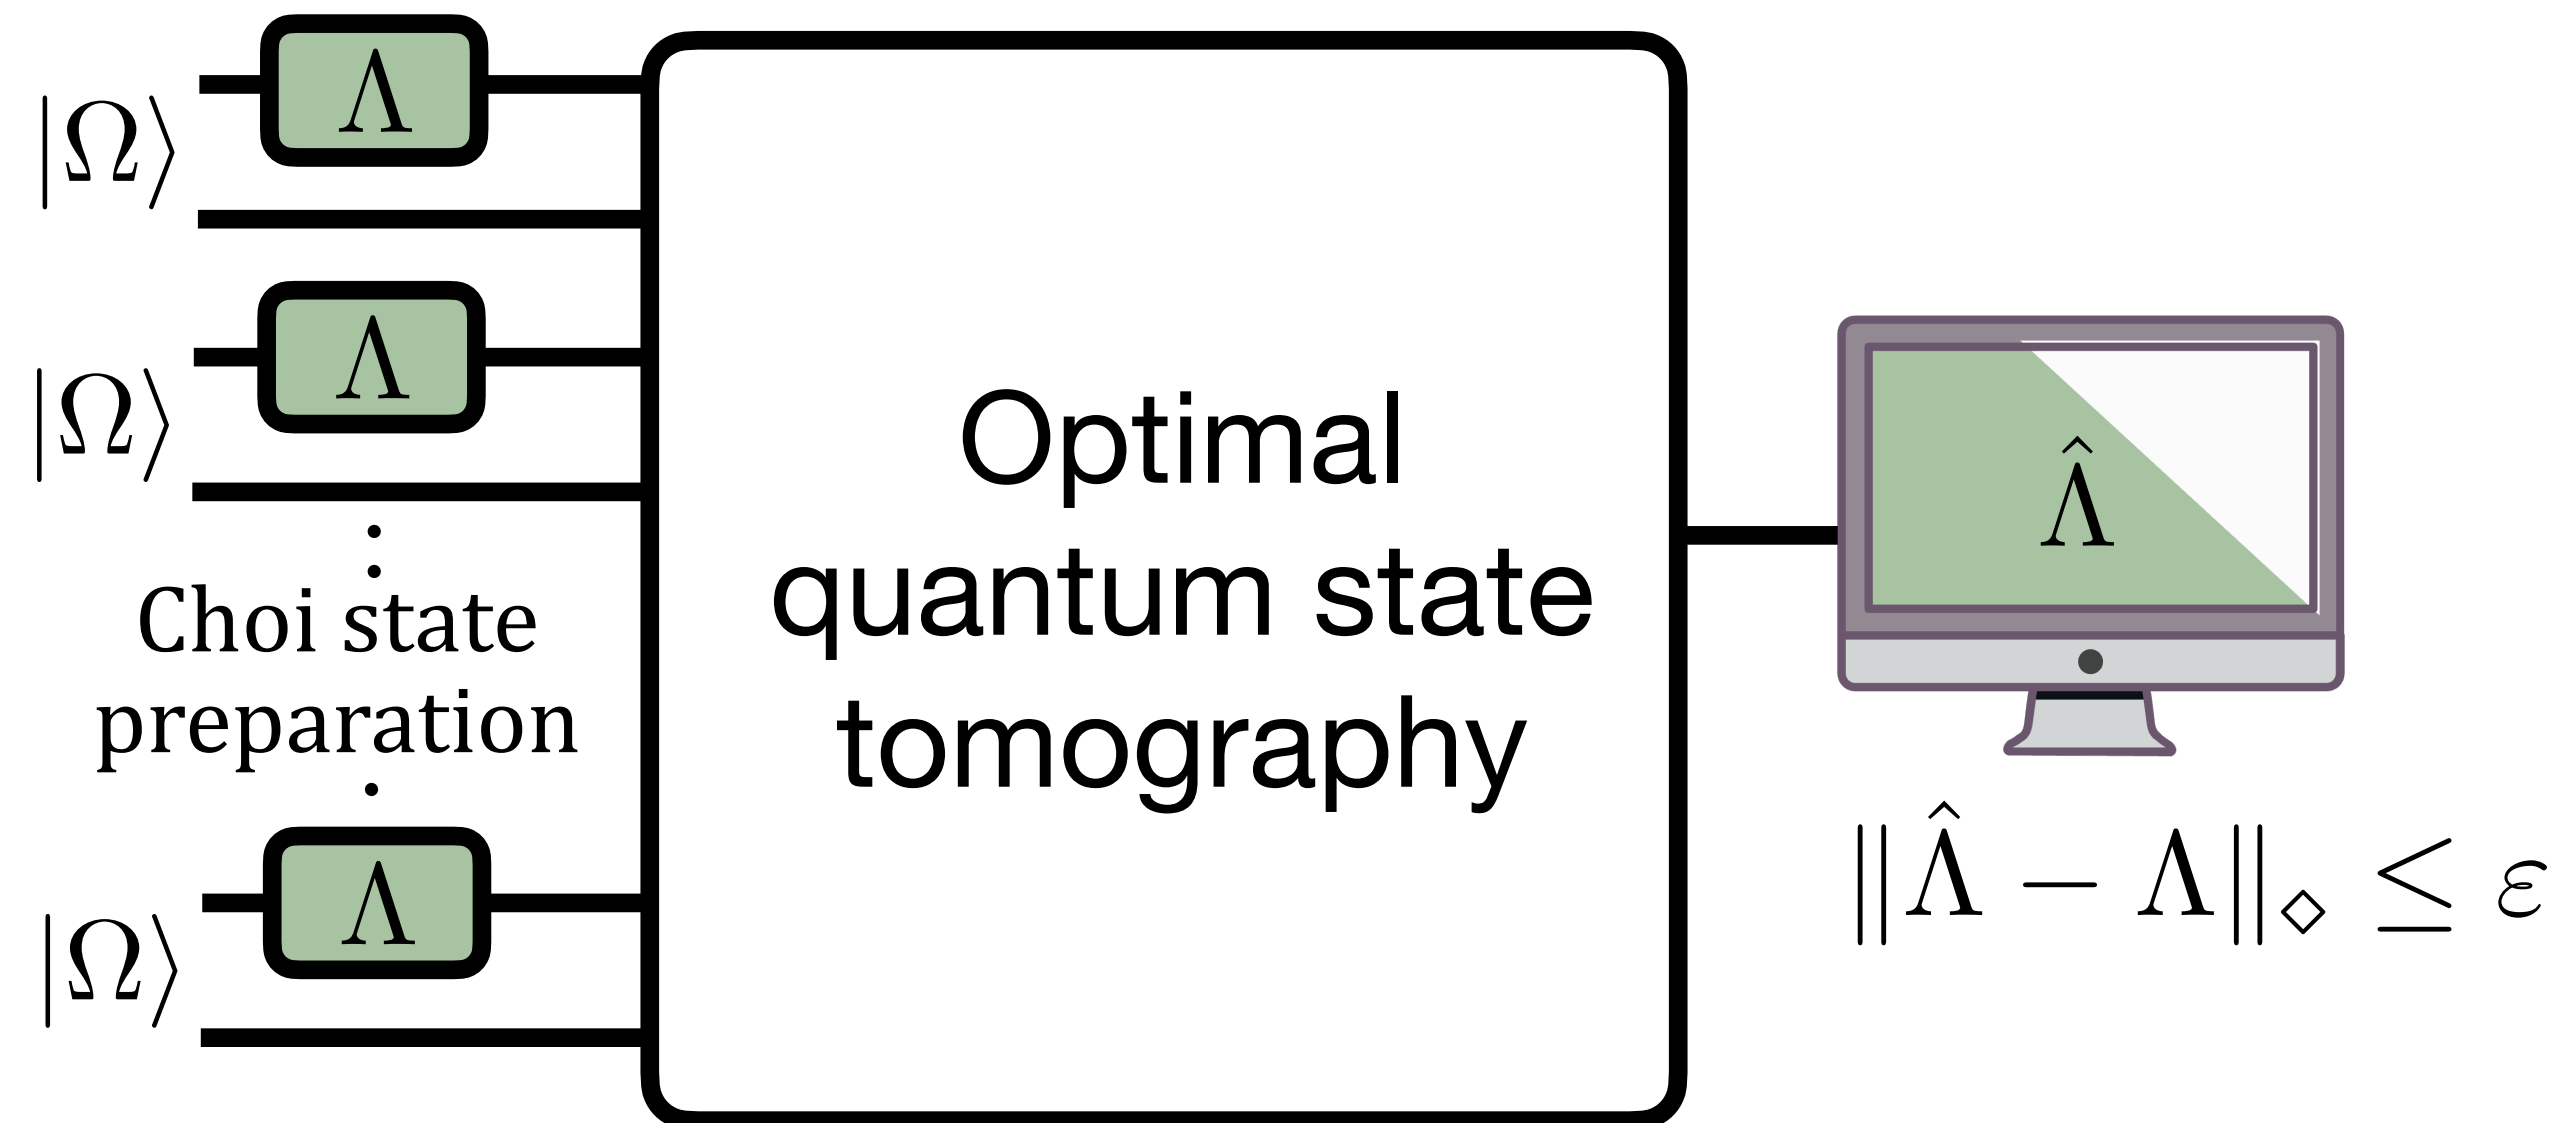 Λ
|Ω⟩
Λ
|Ω⟩
Choi state
preparation
Λ
|Ω⟩
Optimal
quantum state
tomography
Λ̂
‖Λ̂ − Λ‖⋄ ≤ ε